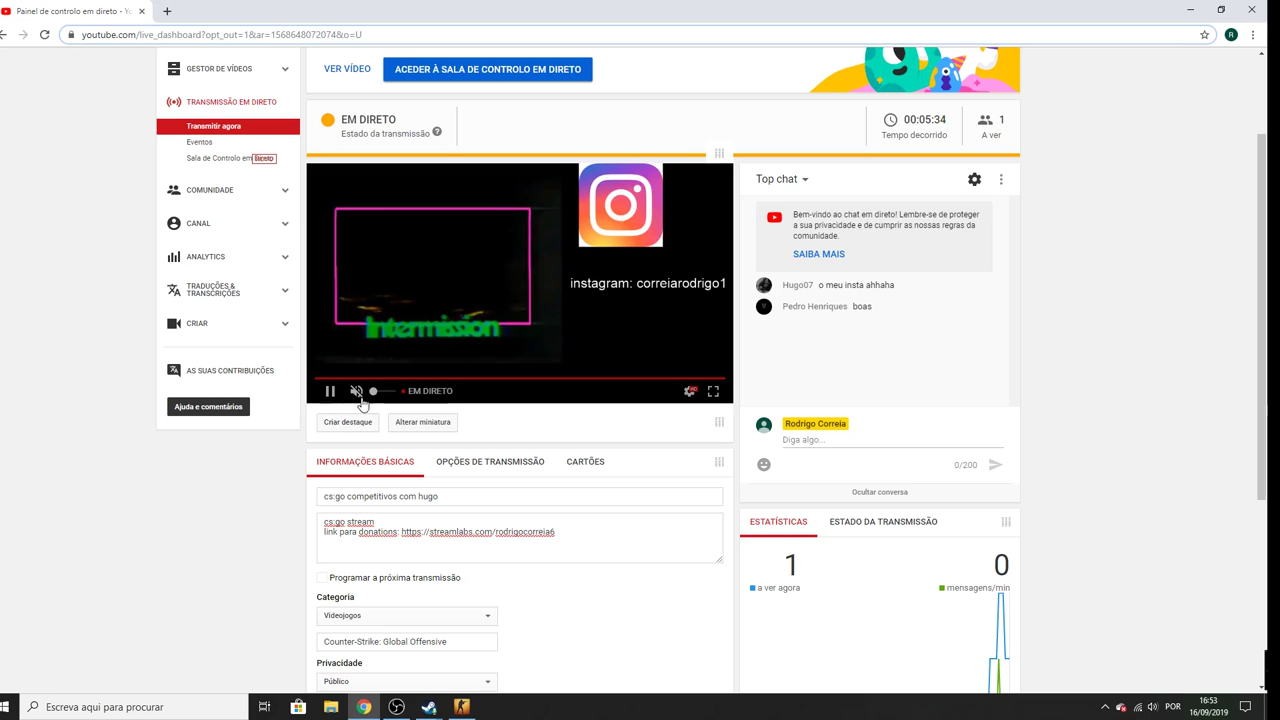 Painel de controlo em direto - Yo
youtube.com/live_dashboard?opt_out=1&ar=1568648072074&o=U
R
GESTOR DE VÍDEOS
TRANSMISSÃO EM DIRETO
Transmitir agora
Eventos
Sala de Controlo em
COMUNIDADE
CANAL
ANALYTICS
TRADUÇÕES &
TRANSCRIÇÕES
CRIAR
AS SUAS CONTRIBUIÇÕES
Ajuda e comentários
VER VÍDEO
ACEDER À SALA DE CONTROLO EM DIRETO
EM DIRETO
Estado da transmissão
00:05:34
Tempo decorrido
1
A ver
Intermission
instagram: correiarodrigo1
EM DIRETO
HD
Criar destaque
Alterar miniatura
INFORMAÇÕES BÁSICAS
OPÇÕES DE TRANSMISSÃO
CARTÕES
cs:go competitivos com hugo
cs:go stream
link para donations: https://streamlabs.com/rodrigocorreia6
Programar a próxima transmissão
Categoria
Videojogos
Counter-Strike: Global Offensive
Privacidade
Público
Top chat
Bem-vindo ao chat em direto! Lembre-se de proteger
a sua privacidade e de cumprir as nossas regras da
comunidade.
SAIBA MAIS
Hugo07 o meu insta ahhaha
Pedro Henriques boas
Rodrigo Correia
Diga algo...
0/200
Ocultar conversa
ESTATÍSTICAS
ESTADO DA TRANSMISSÃO
1
a ver agora
0
mensagens/min
Escreva aqui para procurar
POR
16:53
16/09/2019